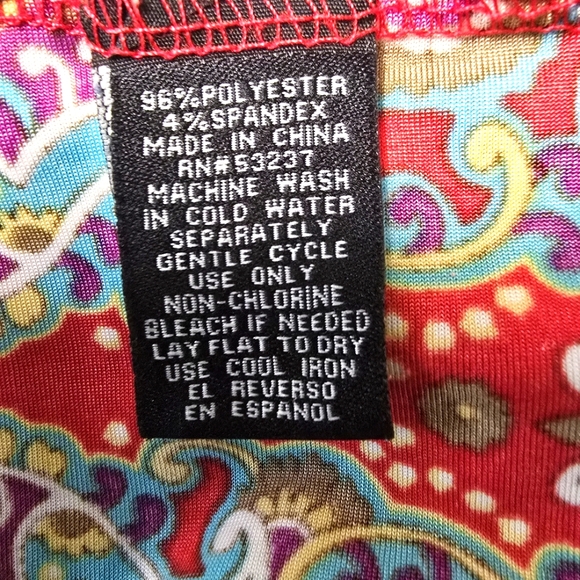 96%POLYESTER
4%SPANDEX
MADE IN CHINA
RN#53237
MACHINE WASH
IN COLD WATER
SEPARATELY
GENTLE CYCLE
USE ONLY
NON-CHLORINE
BLEACH IF NEEDED
LAY FLAT TO DRY
USE COOL IRON
EL REVERSO
EN ESPANOL